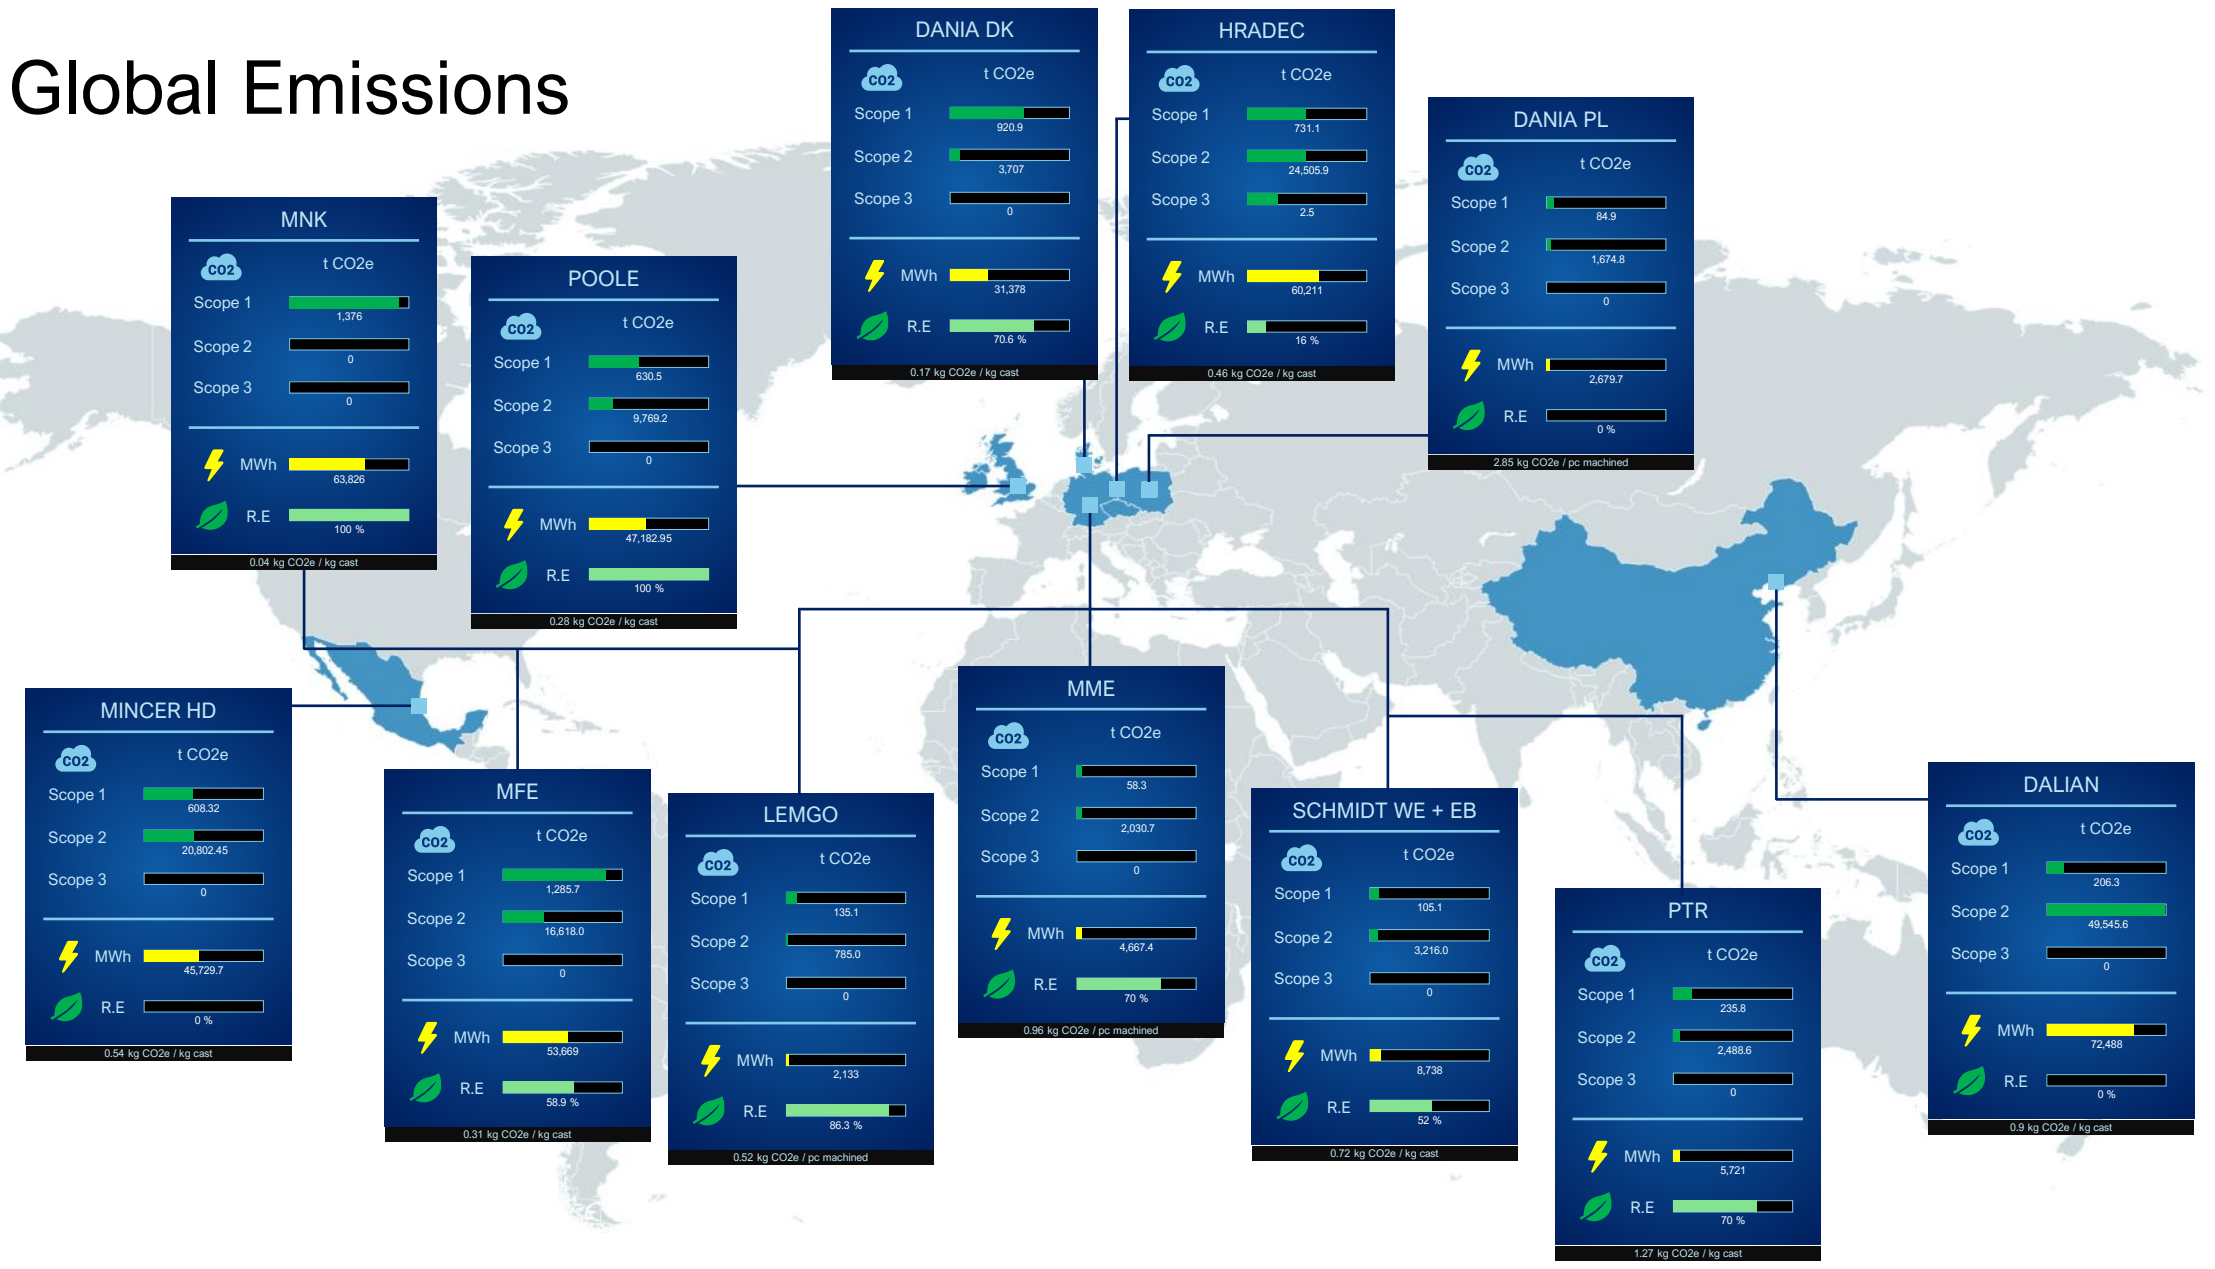 Global Emissions
DANIA DK
CO2
t CO2e
Scope 1
920.9
Scope 2
3,707
Scope 3
0
MWh
31,378
R.E
70.6 %
0.17 kg CO2e / kg cast
HRADEC
CO2
t CO2e
Scope 1
731.1
Scope 2
24,505.9
Scope 3
2.5
MWh
60,211
R.E
16 %
0.46 kg CO2e / kg cast
DANIA PL
CO2
t CO2e
Scope 1
84.9
Scope 2
1,674.8
Scope 3
0
MWh
2,679.7
R.E
0 %
2.85 kg CO2e / pc machined
MNK
CO2
t CO2e
Scope 1
1,376
Scope 2
0
Scope 3
0
MWh
63,826
R.E
100 %
0.04 kg CO2e / kg cast
POOLE
CO2
t CO2e
Scope 1
630.5
Scope 2
9,769.2
Scope 3
0
MWh
47,182.95
R.E
100 %
0.28 kg CO2e / kg cast
MINCER HD
CO2
t CO2e
Scope 1
608.32
Scope 2
20,802.45
Scope 3
0
MWh
45,729.7
R.E
0 %
0.54 kg CO2e / kg cast
MFE
CO2
t CO2e
Scope 1
1,285.7
Scope 2
16,618.0
Scope 3
0
MWh
53,669
R.E
58.9 %
0.31 kg CO2e / kg cast
LEMGO
CO2
t CO2e
Scope 1
135.1
Scope 2
785.0
Scope 3
0
MWh
2,133
R.E
86.3 %
0.52 kg CO2e / pc machined
MME
CO2
t CO2e
Scope 1
58.3
Scope 2
2,030.7
Scope 3
0
MWh
4,667.4
R.E
70 %
0.96 kg CO2e / pc machined
SCHMIDT WE + EB
CO2
t CO2e
Scope 1
105.1
Scope 2
3,216.0
Scope 3
0
MWh
8,738
R.E
52 %
0.72 kg CO2e / kg cast
PTR
CO2
t CO2e
Scope 1
235.8
Scope 2
2,488.6
Scope 3
0
MWh
5,721
R.E
70 %
1.27 kg CO2e / kg cast
DALIAN
CO2
t CO2e
Scope 1
206.3
Scope 2
49,545.6
Scope 3
0
MWh
72,488
R.E
0 %
0.9 kg CO2e / kg cast